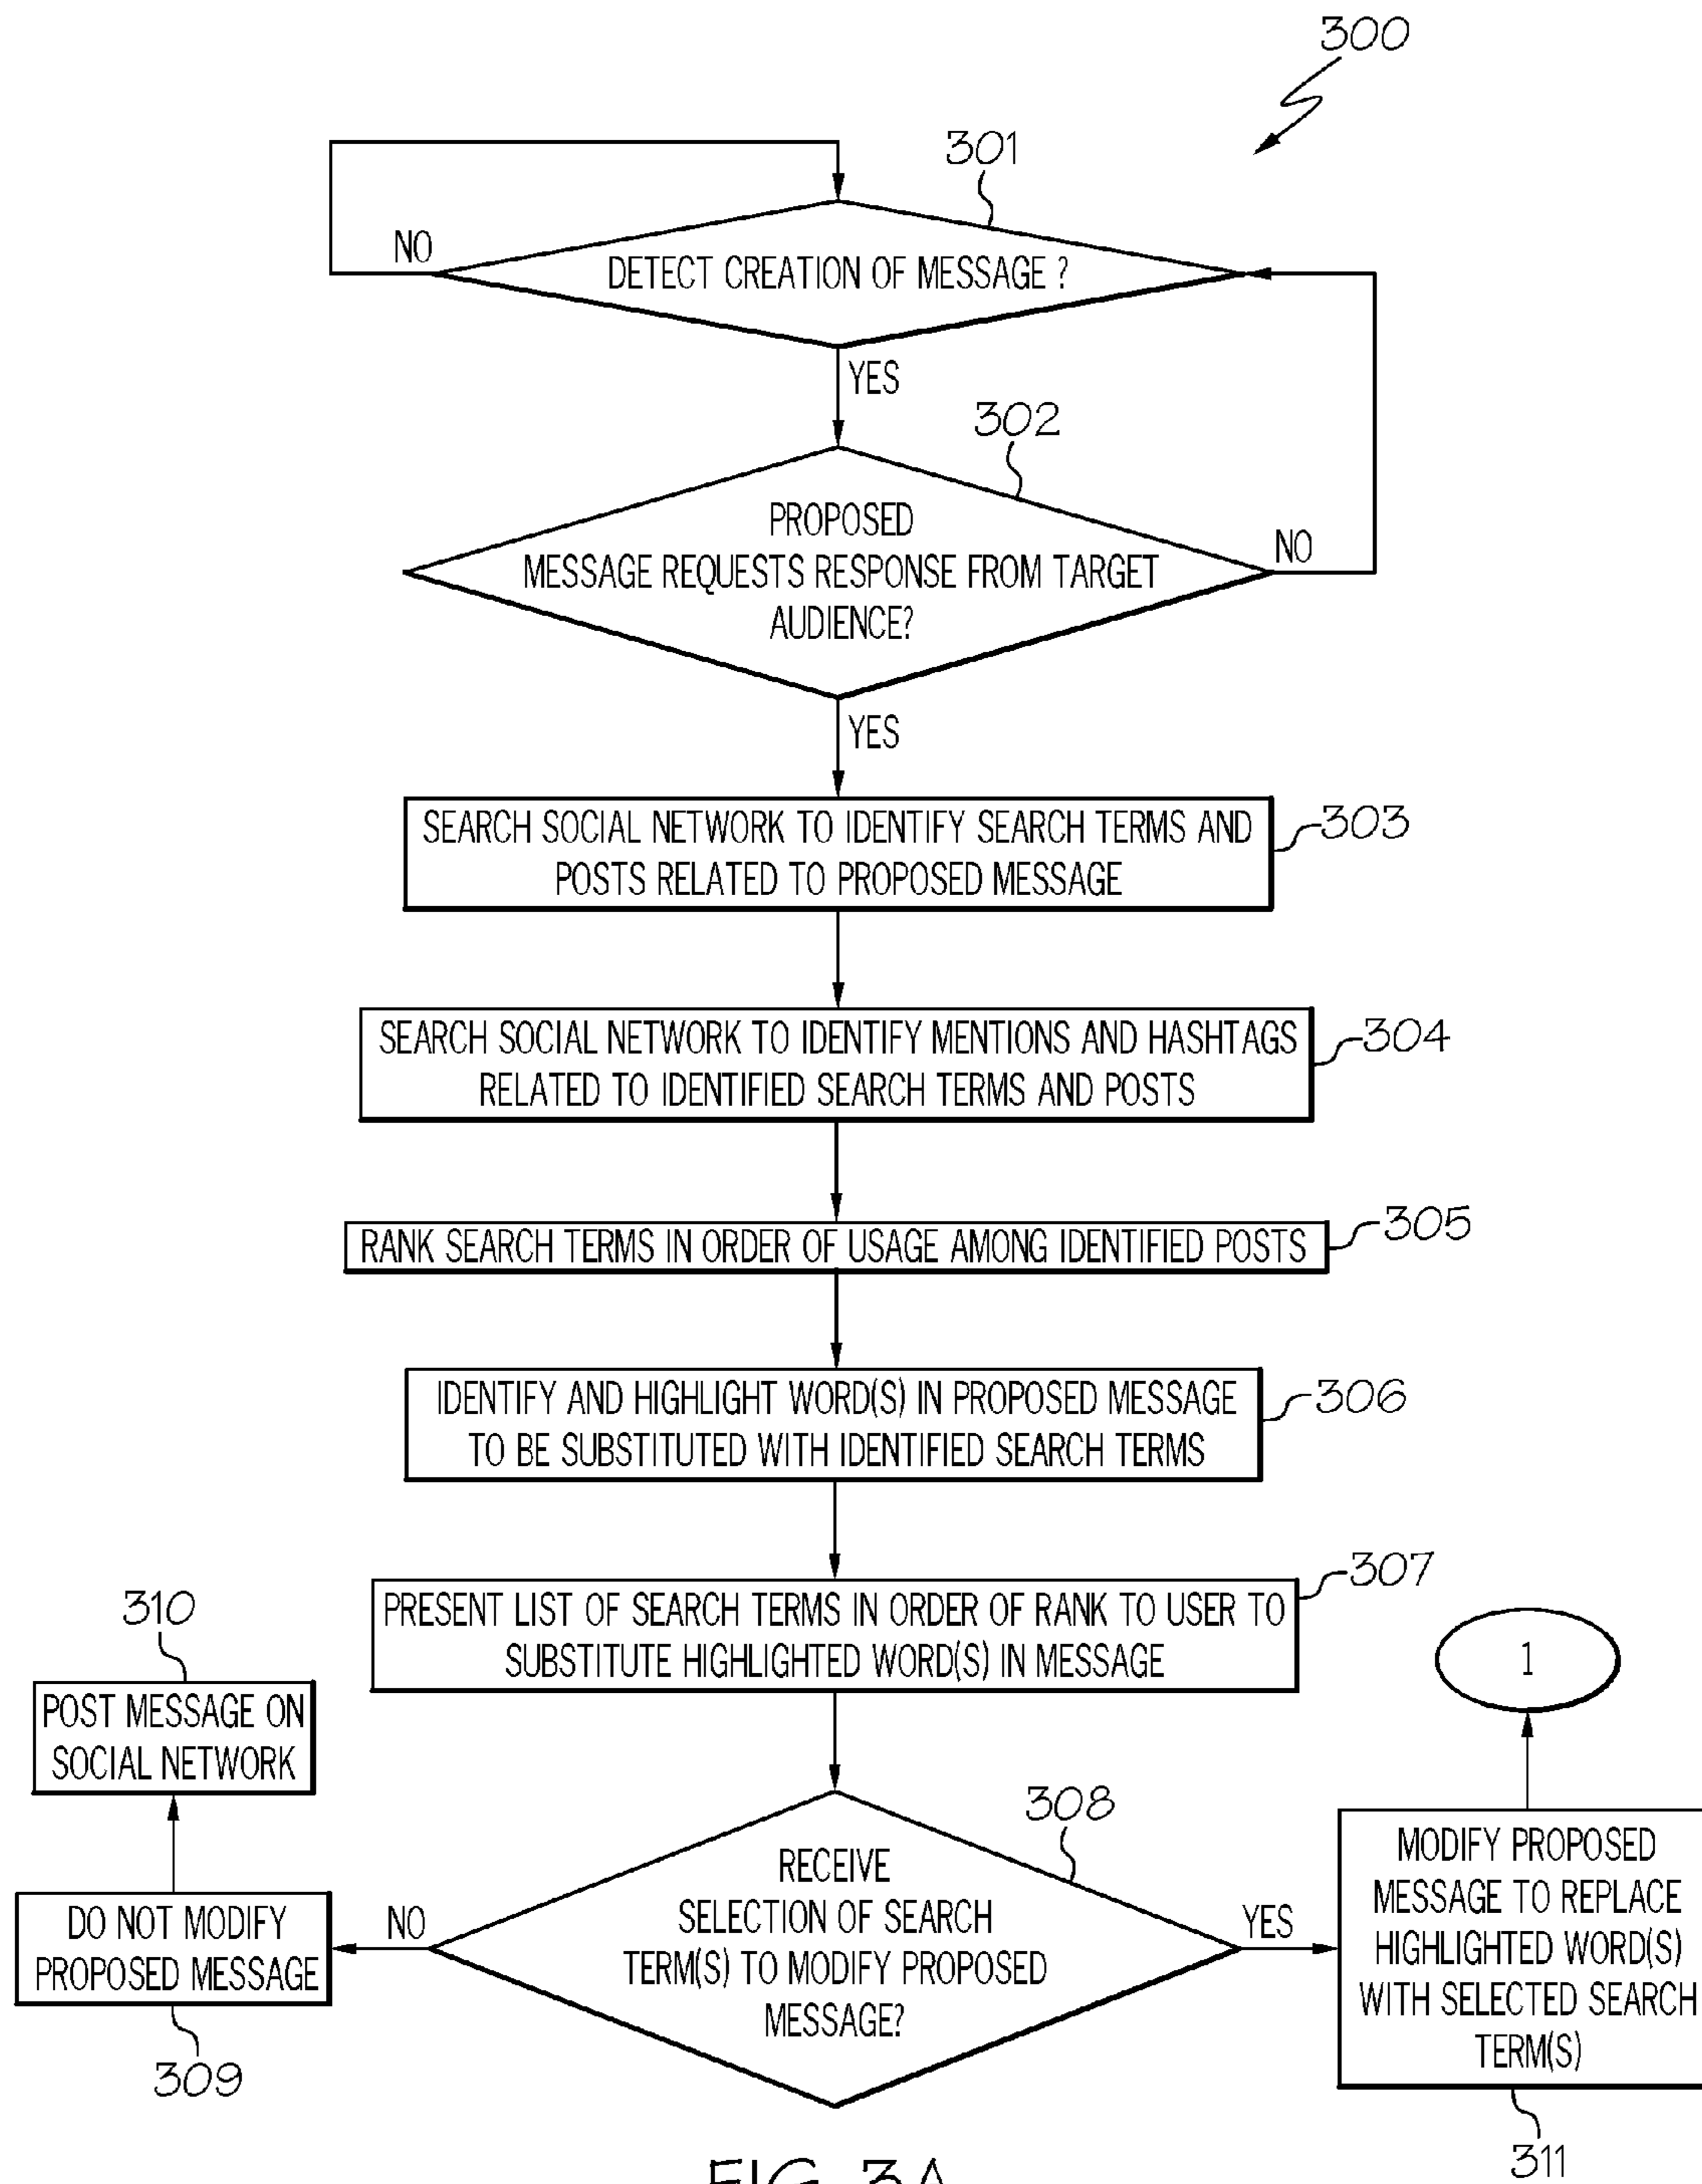 300
301
NO
DETECT CREATION OF MESSAGE ?
YES
302
PROPOSED
MESSAGE REQUESTS RESPONSE FROM TARGET
AUDIENCE?
NO
YES
SEARCH SOCIAL NETWORK TO IDENTIFY SEARCH TERMS AND
POSTS RELATED TO PROPOSED MESSAGE
303
SEARCH SOCIAL NETWORK TO IDENTIFY MENTIONS AND HASHTAGS
RELATED TO IDENTIFIED SEARCH TERMS AND POSTS
304
RANK SEARCH TERMS IN ORDER OF USAGE AMONG IDENTIFIED POSTS
305
IDENTIFY AND HIGHLIGHT WORD(S) IN PROPOSED MESSAGE
TO BE SUBSTITUTED WITH IDENTIFIED SEARCH TERMS
306
PRESENT LIST OF SEARCH TERMS IN ORDER OF RANK TO USER TO
SUBSTITUTE HIGHLIGHTED WORD(S) IN MESSAGE
307
310
POST MESSAGE ON
SOCIAL NETWORK
1
308
RECEIVE
SELECTION OF SEARCH
TERM(S) TO MODIFY PROPOSED
MESSAGE?
NO
YES
DO NOT MODIFY
PROPOSED MESSAGE
309
MODIFY PROPOSED
MESSAGE TO REPLACE
HIGHLIGHTED WORD(S)
WITH SELECTED SEARCH
TERM(S)
311
FIG. 3A